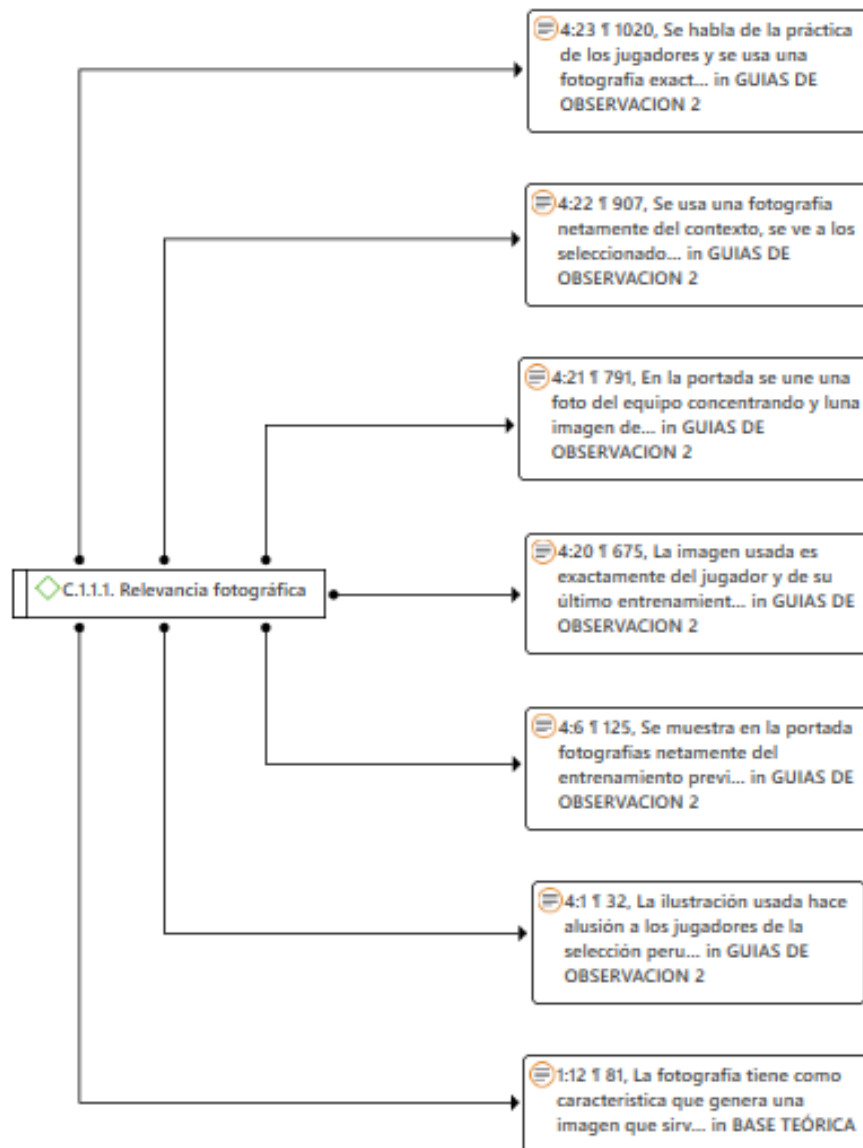 4:23 ¶ 1020, Se habla de la práctica
de los jugadores y se usa una
fotografía exact... in GUIAS DE
OBSERVACION 2
4:22 ¶ 907, Se usa una fotografía
netamente del contexto, se ve a los
seleccionado... in GUIAS DE
OBSERVACION 2
4:21 ¶ 791, En la portada se une una
foto del equipo concentrando y luna
imagen de... in GUIAS DE
OBSERVACION 2
C.1.1.1. Relevancia fotográfica
4:20 ¶ 675, La imagen usada es
exactamente del jugador y de su
último entrenamient... in GUIAS DE
OBSERVACION 2
4:6 ¶ 125, Se muestra en la portada
fotografías netamente del
entrenamiento previ... in GUIAS DE
OBSERVACION 2
4:1 ¶ 32, La ilustración usada hace
alusión a los jugadores de la
selección peru... in GUIAS DE
OBSERVACION 2
1:12 ¶ 81, La fotografía tiene como
característica que genera una
imagen que sirv... in BASE TEÓRICA